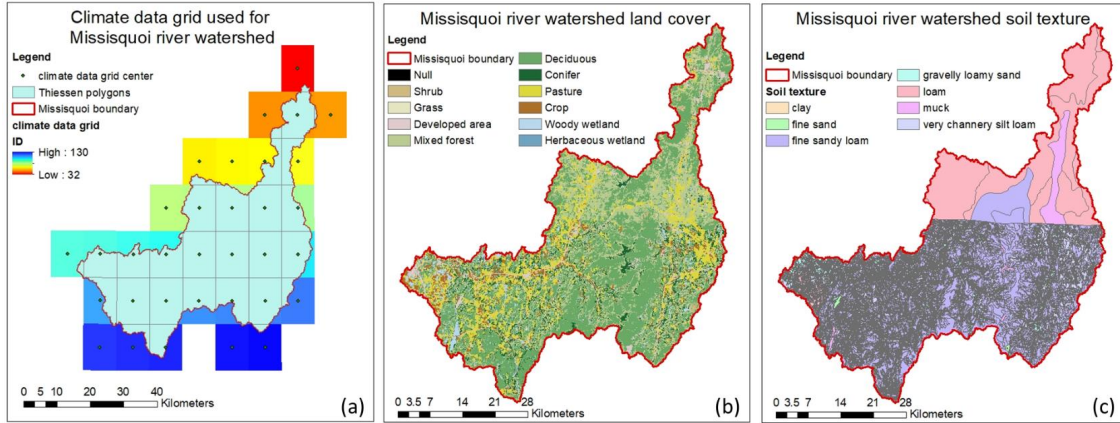 Climate data grid used for
Missisquoi river watershed
Legend
climate data grid center
Thiessen polygons
Missisquoi boundary
climate data grid
ID
High : 130
Low : 32
0 5 10 20 30 40
Kilometers
(a)
Missisquoi river watershed land cover
Legend
Missisquoi boundary
Null
Shrub
Grass
Developed area
Mixed forest
Deciduous
Conifer
Pasture
Crop
Woody wetland
Herbaceous wetland
0 3.5 7 14 21 28
Kilometers
(b)
Missisquoi river watershed soil texture
Legend
Missisquoi boundary
Soil texture
clay
fine sand
fine sandy loam
gravelly loamy sand
loam
muck
very channery silt loam
0 3.5 7 14 21 28
Kilometers
(c)